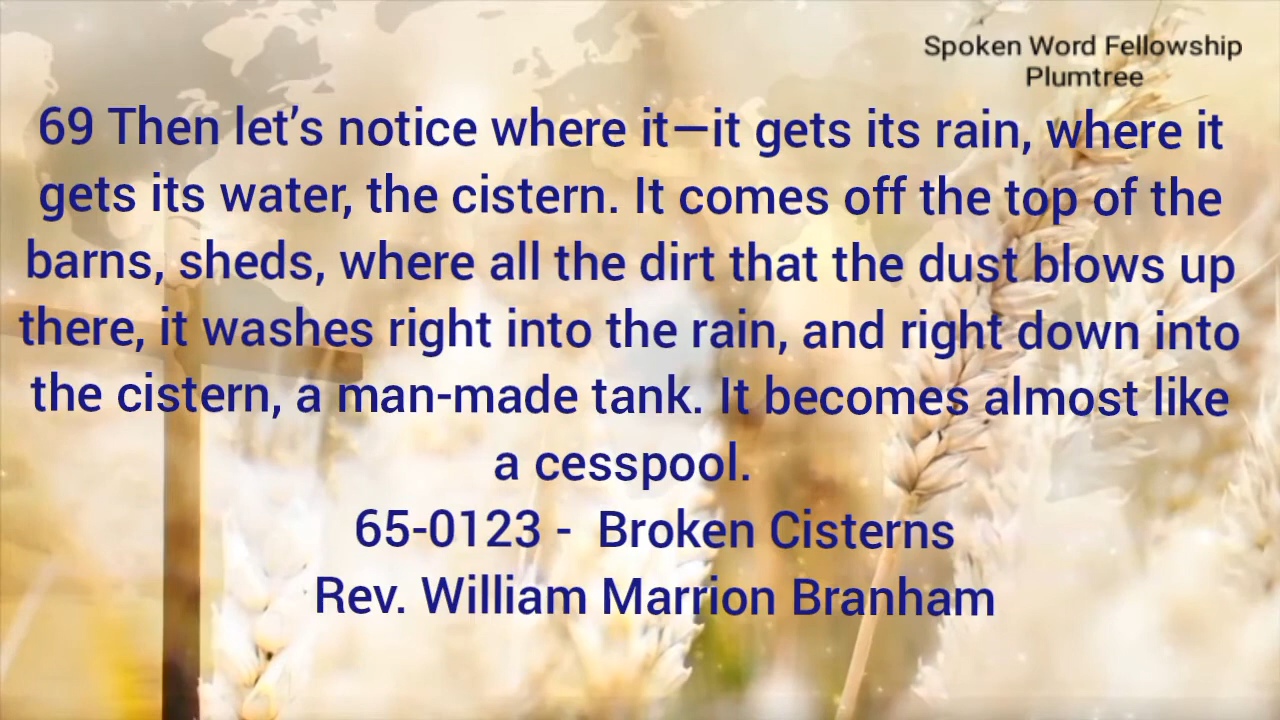 Spoken Word Fellowship
Plumtree
69 Then let’s notice where it—it gets its rain, where it
gets its water, the cistern. It comes off the top of the
barns, sheds, where all the dirt that the dust blows up
there, it washes right into the rain, and right down into
the cistern, a man-made tank. It becomes almost like
a cesspool.
65-0123 -  Broken Cisterns
Rev. William Marrion Branham